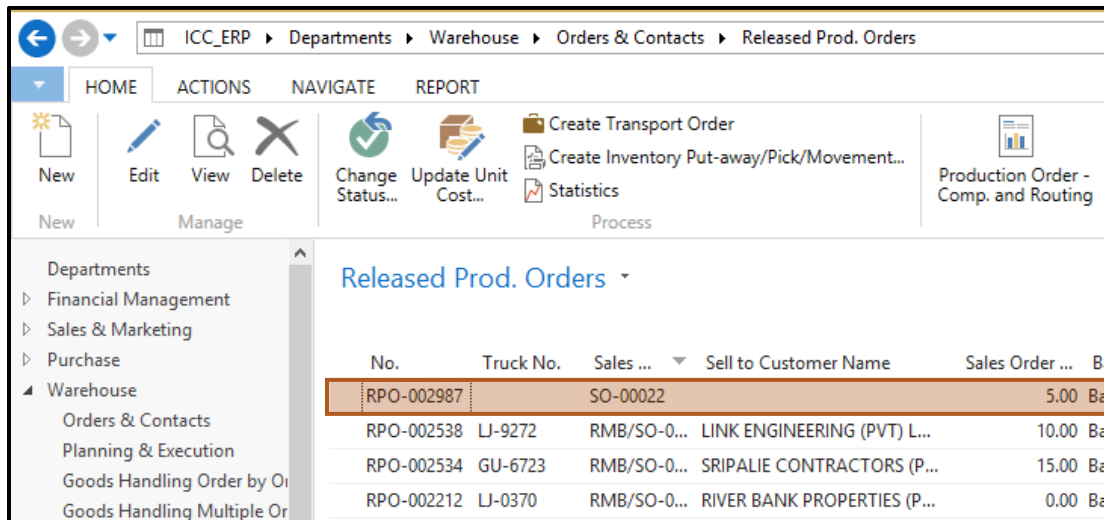 ICC_ERP ▸ Departments ▸ Warehouse ▸ Orders & Contacts ▸ Released Prod. Orders
HOME ACTIONS NAVIGATE REPORT
New
Edit View Delete
Change Status...
Update Unit Cost...
Create Transport Order
Create Inventory Put-away/Pick/Movement...
Statistics
Production Order - Comp. and Routing
New Manage Process
Departments
Financial Management
Sales & Marketing
Purchase
Warehouse
Orders & Contacts
Planning & Execution
Goods Handling Order by Or
Goods Handling Multiple Or
Released Prod. Orders
No. Truck No. Sales ... Sell to Customer Name Sales Order ... B
RPO-002987 SO-00022 5.00 Ba
RPO-002538 LJ-9272 RMB/SO-0... LINK ENGINEERING (PVT) L... 10.00 Ba
RPO-002534 GU-6723 RMB/SO-0... SRIPALIE CONTRACTORS (P... 15.00 Ba
RPO-002212 LJ-0370 RMB/SO-0... RIVER BANK PROPERTIES (P... 0.00 Ba